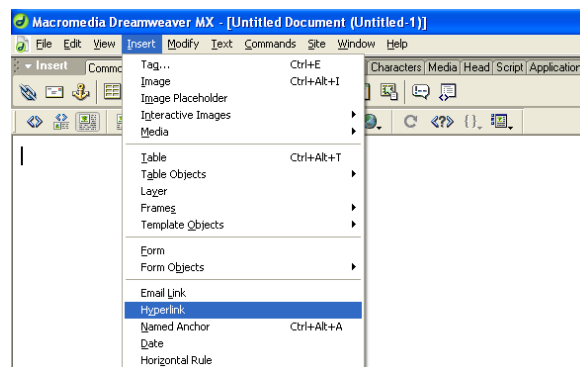 Macromedia Dreamweaver MX - [Untitled Document (Untitled-1)]
File Edit View Insert Modify Text Commands Site Window Help
Insert Characters Media Head Script Application
Tag... Ctrl+E
Image Ctrl+Alt+I
Image Placeholder
Interactive Images
Media
Table Ctrl+Alt+T
Table Objects
Layer
Frames
Template Objects
Form
Form Objects
Email Link
Hyperlink
Named Anchor Ctrl+Alt+A
Date
Horizontal Rule